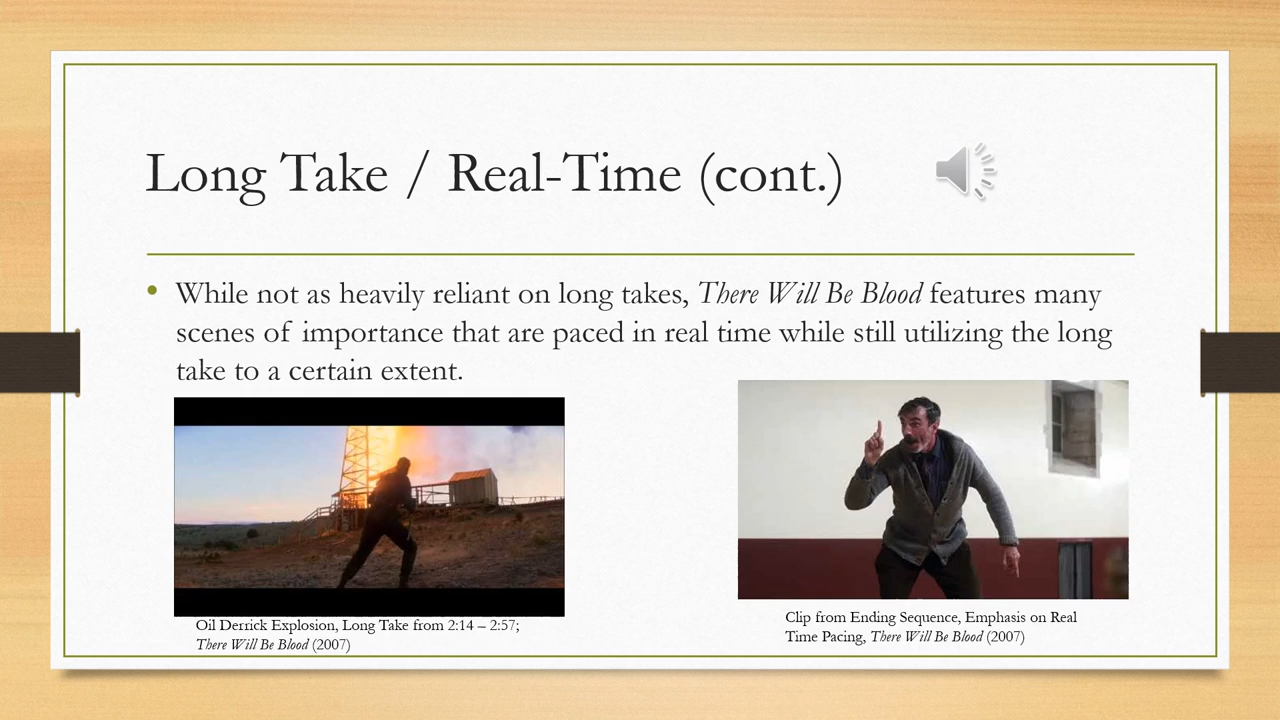 Long Take / Real-Time (cont.)
• While not as heavily reliant on long takes, There Will Be Blood features many
scenes of importance that are paced in real time while still utilizing the long
take to a certain extent.
Oil Derrick Explosion, Long Take from 2:14 – 2:57;
There Will Be Blood (2007)
Clip from Ending Sequence, Emphasis on Real
Time Pacing, There Will Be Blood (2007)